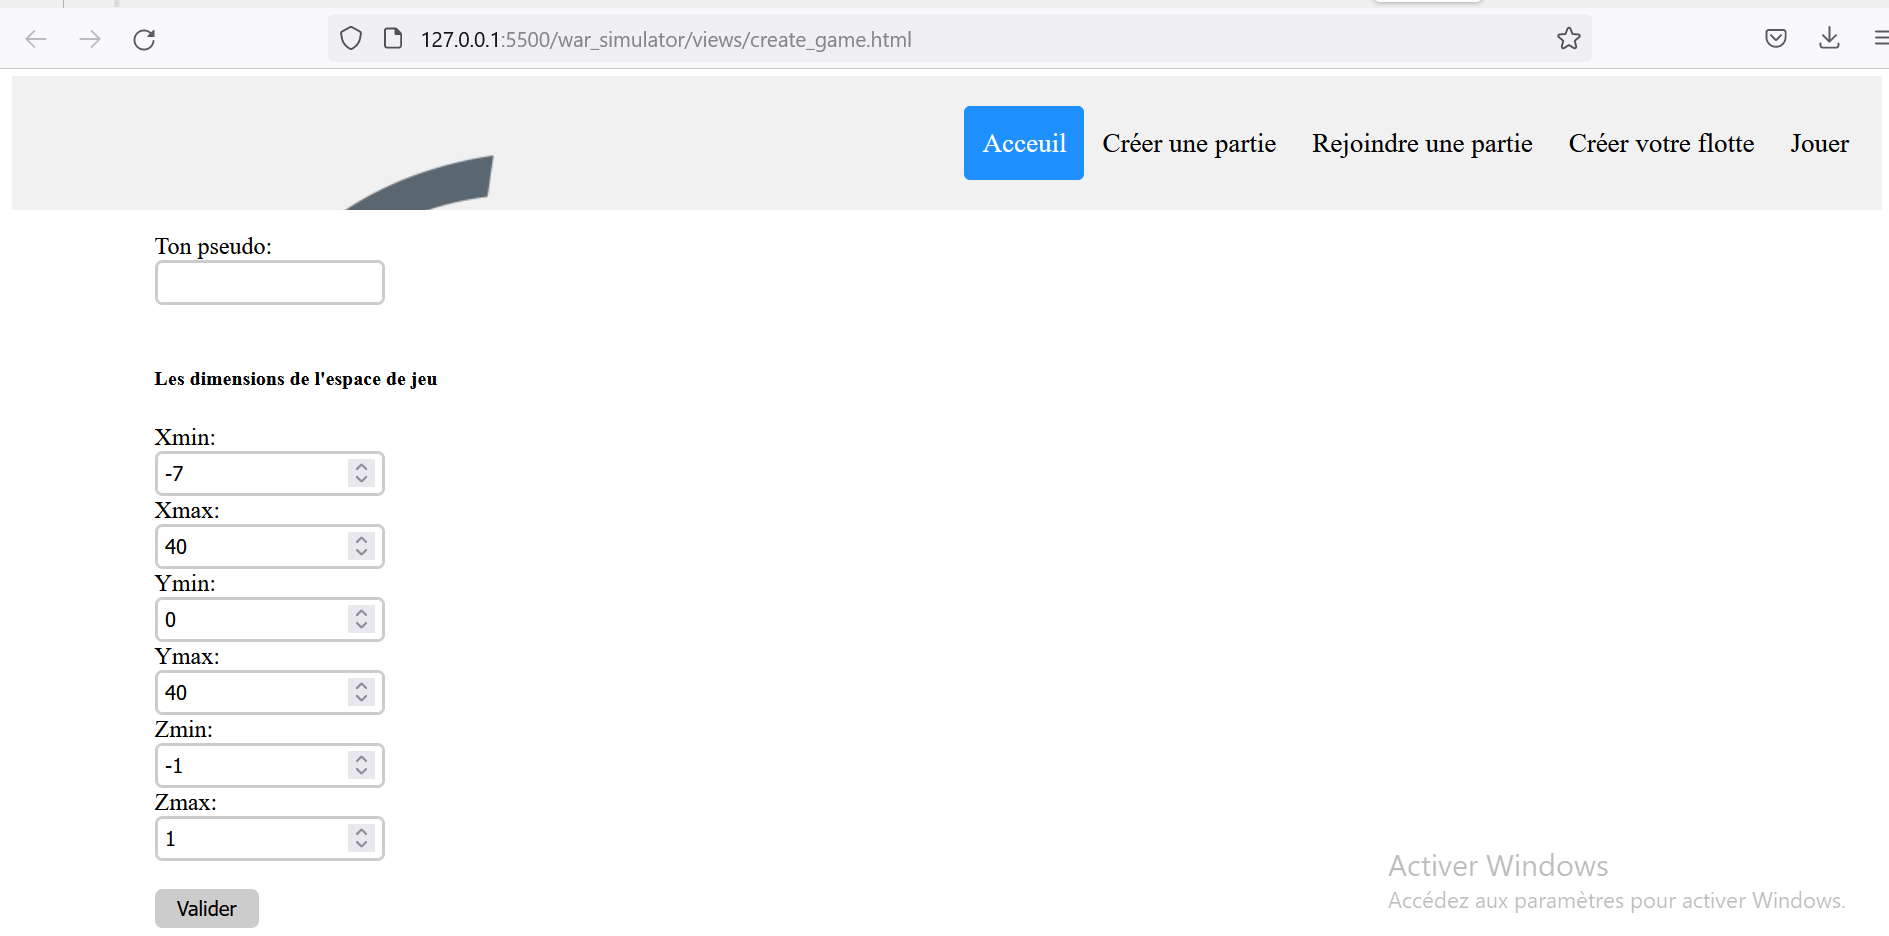 127.0.0.1:5500/war_simulator/views/create_game.html
Acceuil Créer une partie Rejoindre une partie Créer votre flotte Jouer
Ton pseudo:
Les dimensions de l'espace de jeu
Xmin:
-7
Xmax:
40
Ymin:
0
Ymax:
40
Zmin:
-1
Zmax:
1
Valider
Activer Windows
Accédez aux paramètres pour activer Windows.